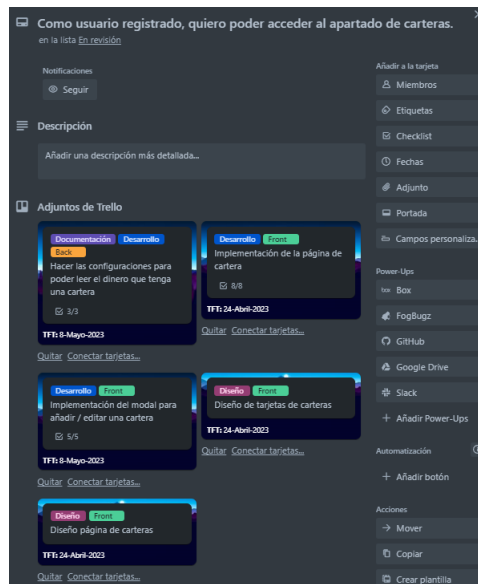 Como usuario registrado, quiero poder acceder al apartado de carteras.
en la lista En revisión
Notificaciones
Seguir
Descripción
Añadir una descripción más detallada...
Adjuntos de Trello
Documentación Desarrollo
Back
Hacer las configuraciones para
poder leer el dinero que tenga
una cartera
3/3
TFT: 8-Mayo-2023
Quitar Conectar tarjetas...
Desarrollo Front
Implementación de la página de
cartera
8/8
TFT: 24-Abril-2023
Quitar Conectar tarjetas...
Desarrollo Front
Implementación del modal para
añadir / editar una cartera
5/5
TFT: 8-Mayo-2023
Quitar Conectar tarjetas...
Diseño Front
Diseño de tarjetas de carteras
TFT: 24-Abril-2023
Quitar Conectar tarjetas...
Diseño Front
Diseño página de carteras
TFT: 24-Abril-2023
Quitar Conectar tarjetas...
Añadir a la tarjeta
Miembros
Etiquetas
Checklist
Fechas
Adjunto
Portada
Campos personaliza.
Power-Ups
box Box
FogBugz
GitHub
Google Drive
Slack
+ Añadir Power-Ups
Automatización
+ Añadir botón
Acciones
→ Mover
Copiar
Crear plantilla